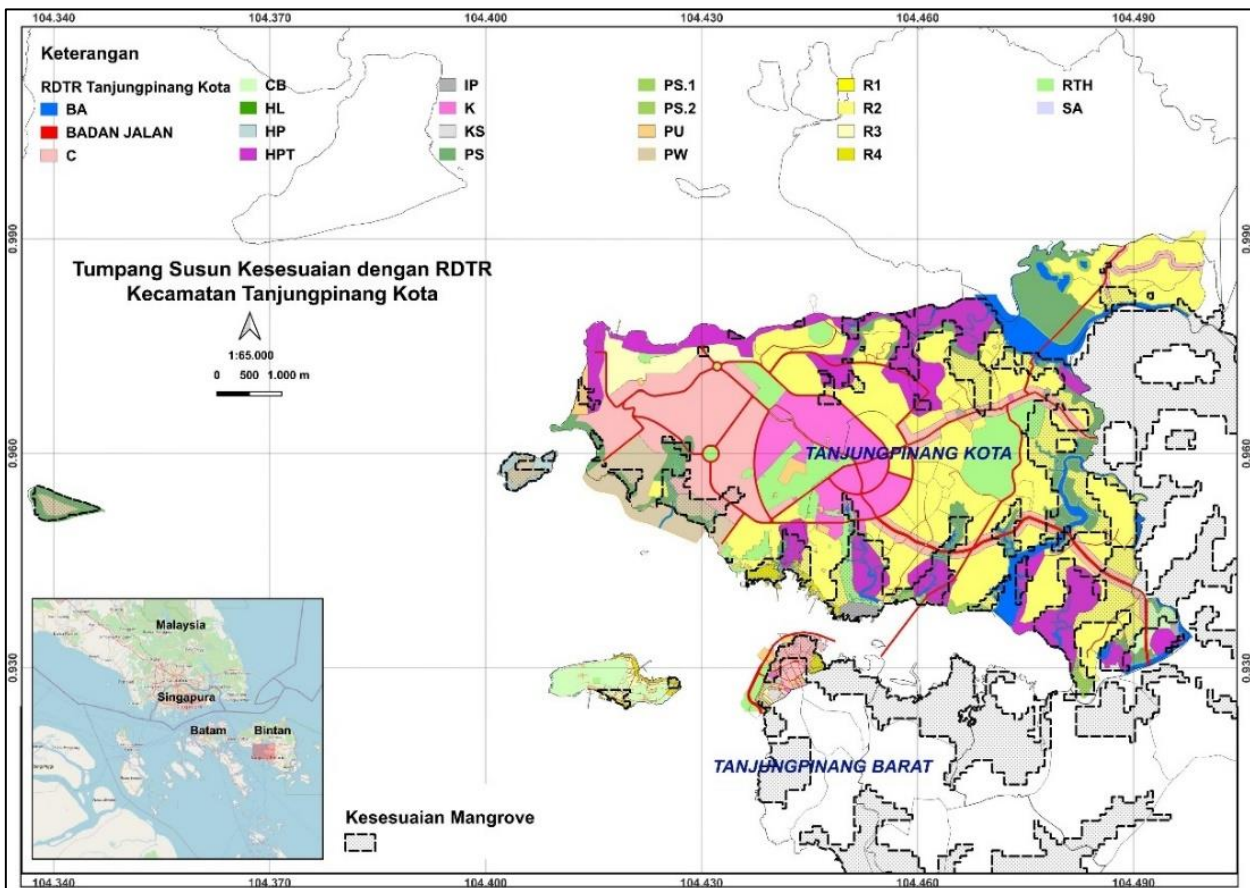 104.340 104.370 104.400 104.430 104.460 104.490
Keterangan
RDTR Tanjungpinang Kota
BA
BADAN JALAN
C
CB
HL
HP
HPT
IP
K
KS
PS
PS.1
PS.2
PU
PW
R1
R2
R3
R4
RTH
SA
0.990 0.990
Tumpang Susun Kesesuaian dengan RDTR
Kecamatan Tanjungpinang Kota
1:65.000
0 500 1.000 m
0.960 0.960
TANJUNGPINANG KOTA
0.930 0.930
TANJUNGPINANG BARAT
Malaysia
Singapura
Batam Bintan
Kesesuaian Mangrove
104.340 104.370 104.400 104.430 104.460 104.490